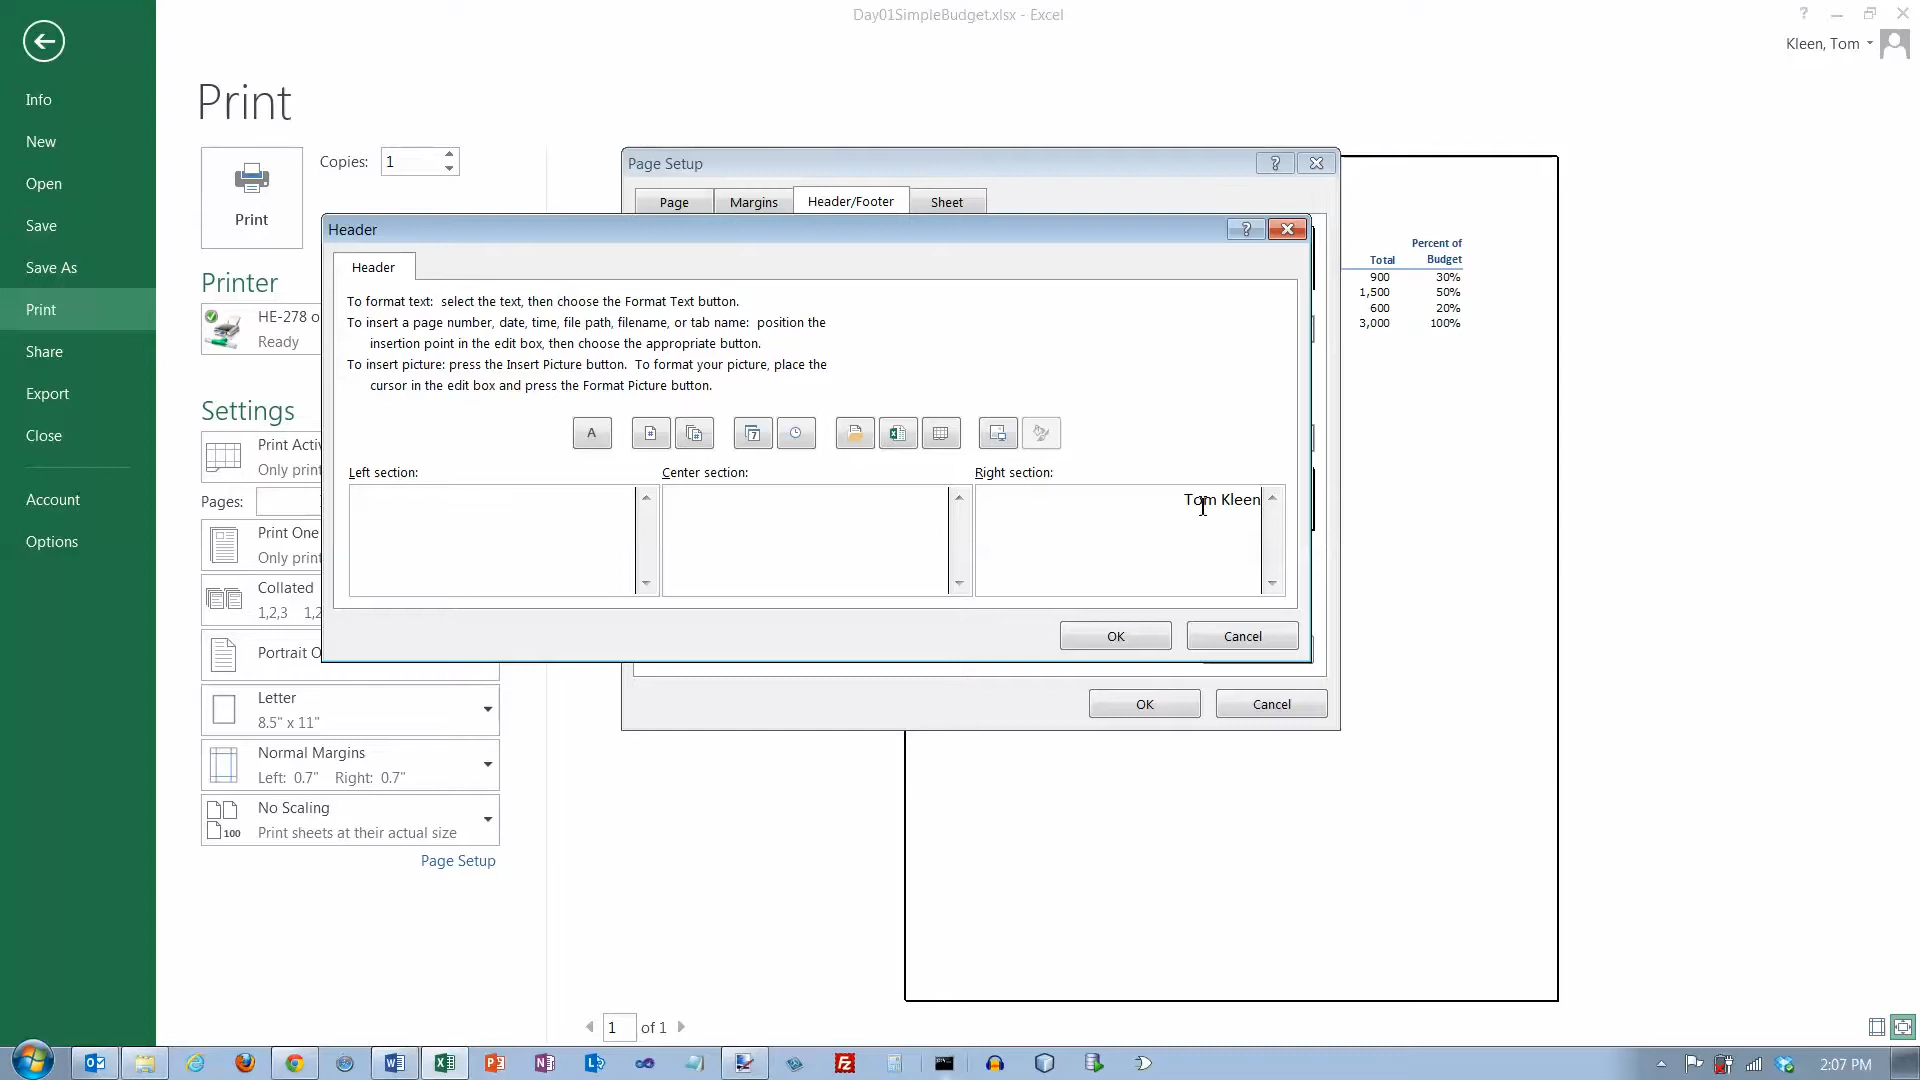 Day01SimpleBudget.xlsx - Excel
?
Kleen, Tom
Info
New
Open
Save
Save As
Print
Share
Export
Close
Account
Options
Print
Print
Copies: 1
Printer
HE-278 o
Ready
Settings
Print Activ
Only print
Pages:
Print One
Only print
Collated
1,2,3 1,2
Portrait O
Letter
8.5" x 11"
Normal Margins
Left: 0.7" Right: 0.7"
No Scaling
100
Print sheets at their actual size
Page Setup
Page Setup
?
Page
Margins
Header/Footer
Sheet
Header
?
Header
To format text: select the text, then choose the Format Text button.
To insert a page number, date, time, file path, filename, or tab name: position the
insertion point in the edit box, then choose the appropriate button.
To insert picture: press the Insert Picture button. To format your picture, place the
cursor in the edit box and press the Format Picture button.
A
# 
7
Left section:
Center section:
Right section:
Tom Kleen
OK
Cancel
OK
Cancel
Percent of
Total Budget
900 30%
1,500 50%
600 20%
3,000 100%
1 of 1
2:07 PM